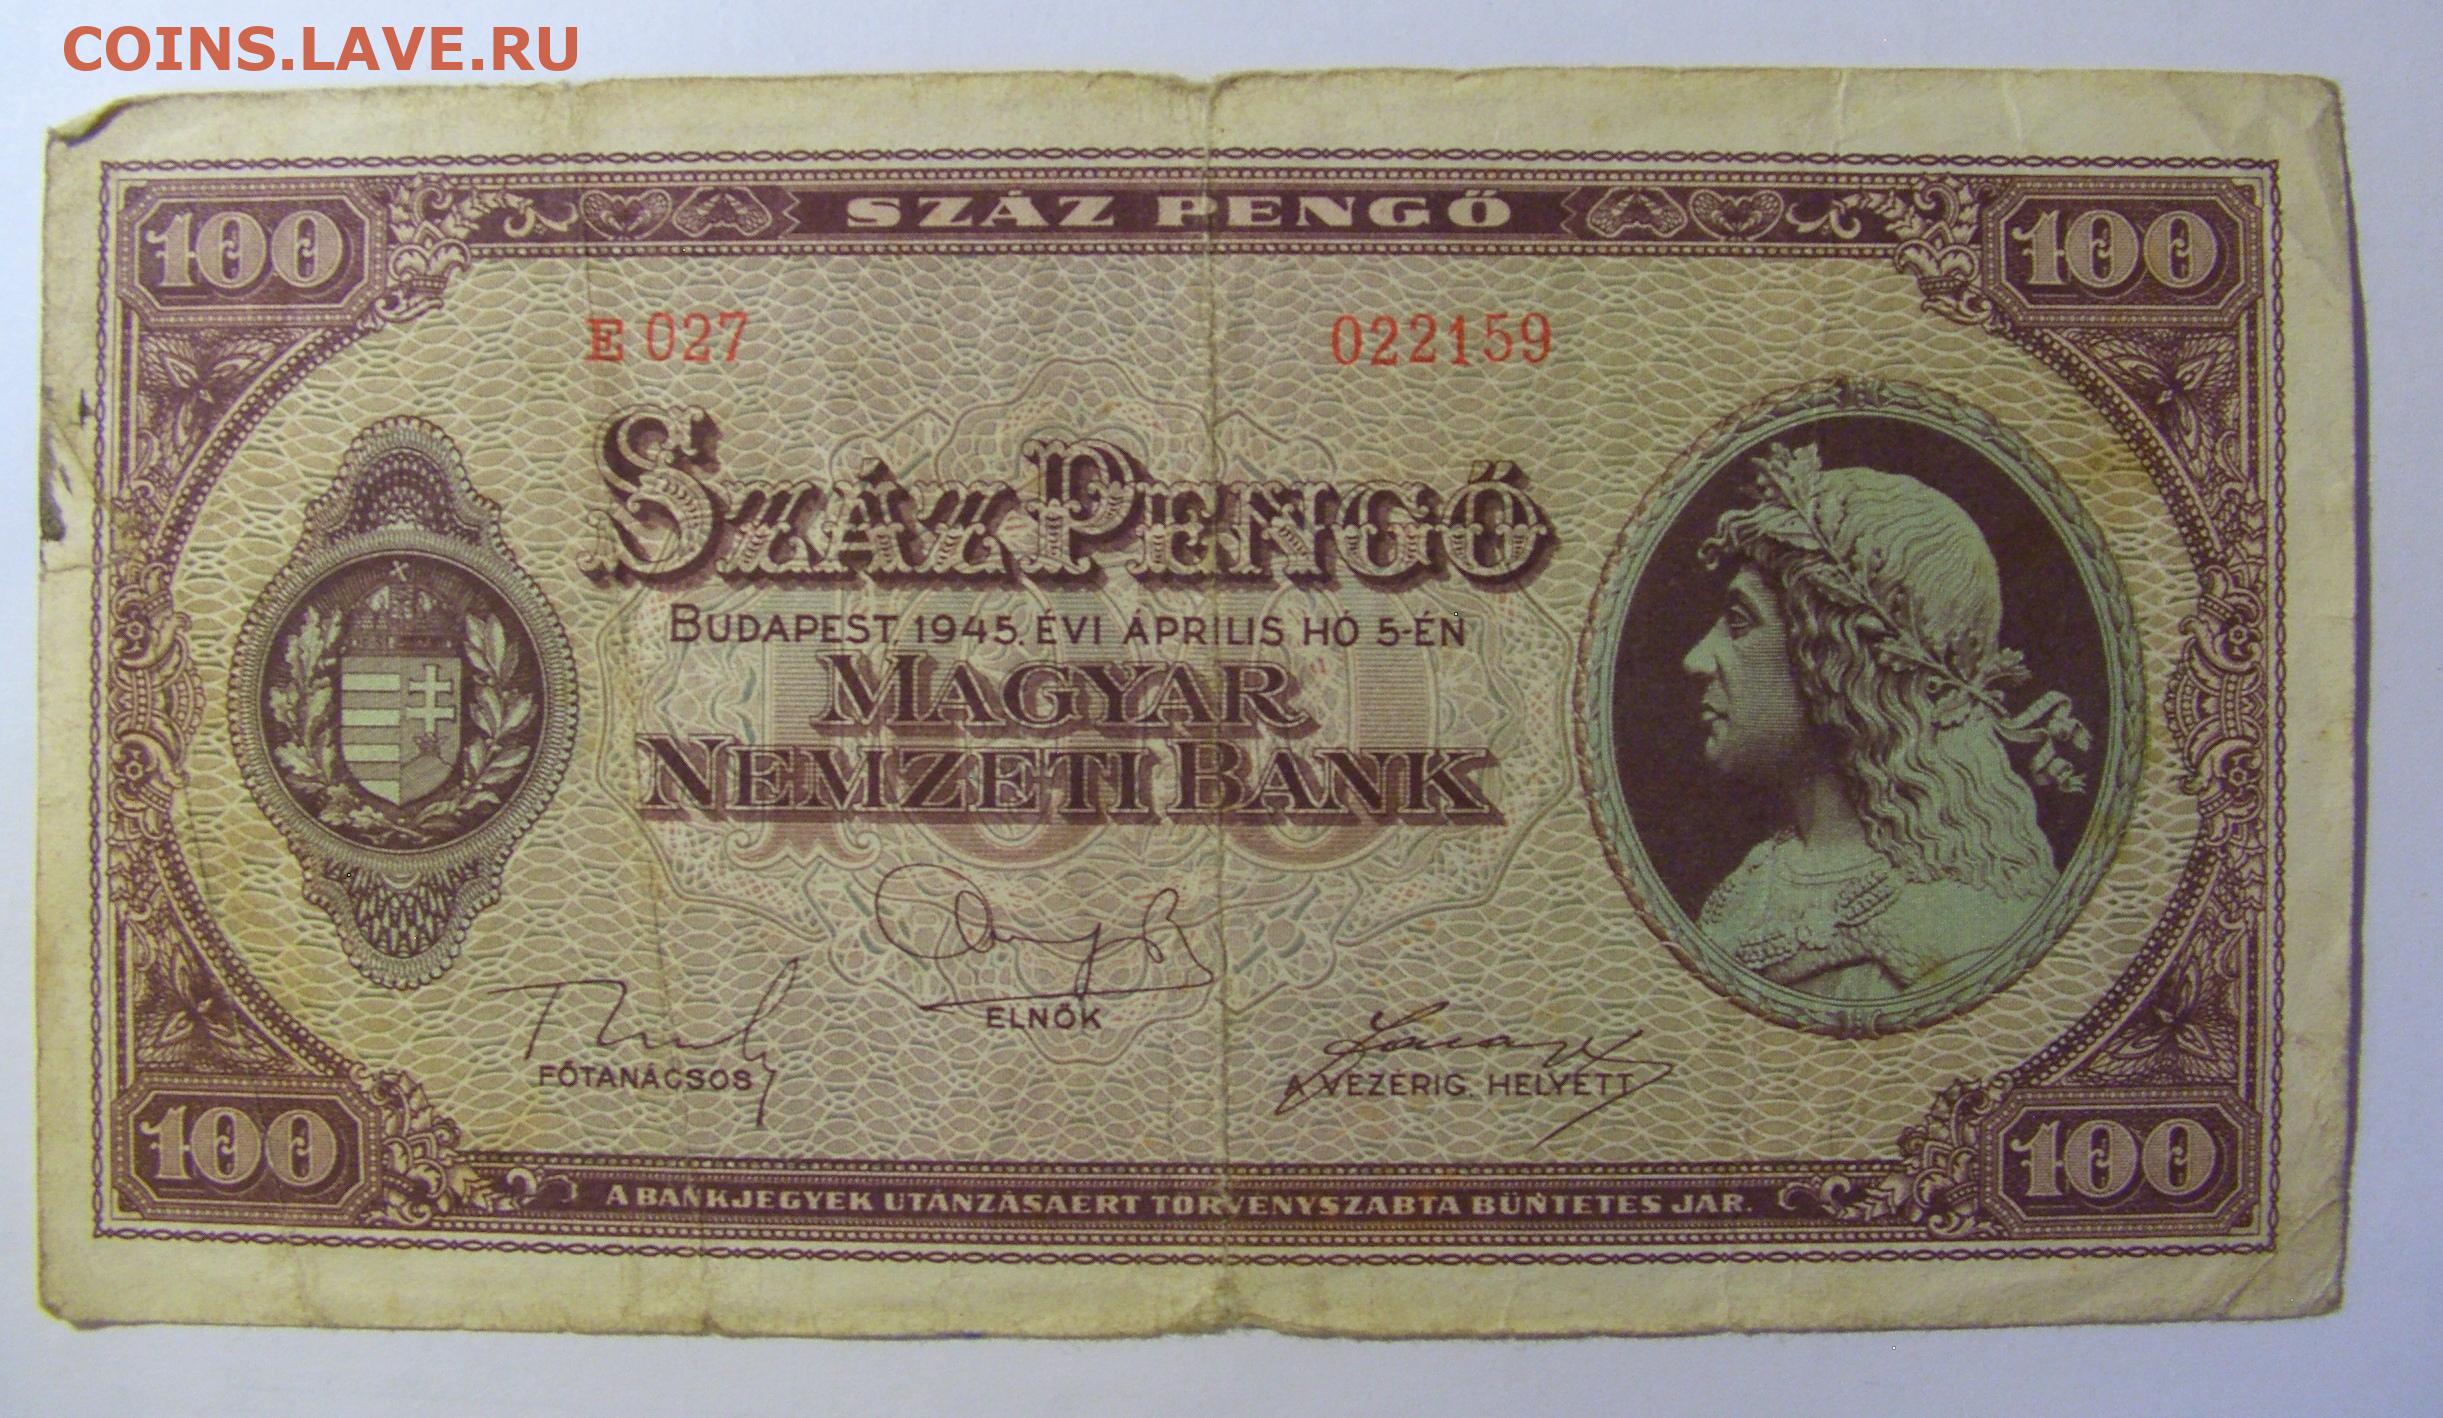 COINS.LAVE.RU
SZÁZ PENGŐ
100
100
E 027
022159
SZÁZ PENGŐ
BUDAPEST, 1945. ÉVI ÁPRILIS HÓ 5-ÉN
MAGYAR
NEMZETI BANK
100
ELNÖK
FŐTANÁCSOS
A VEZÉRIG. HELYETT
100
100
A BANKJEGYEK UTÁNZÁSÁÉRT TÖRVÉNYSZABTA BÜNTETÉS JÁR.